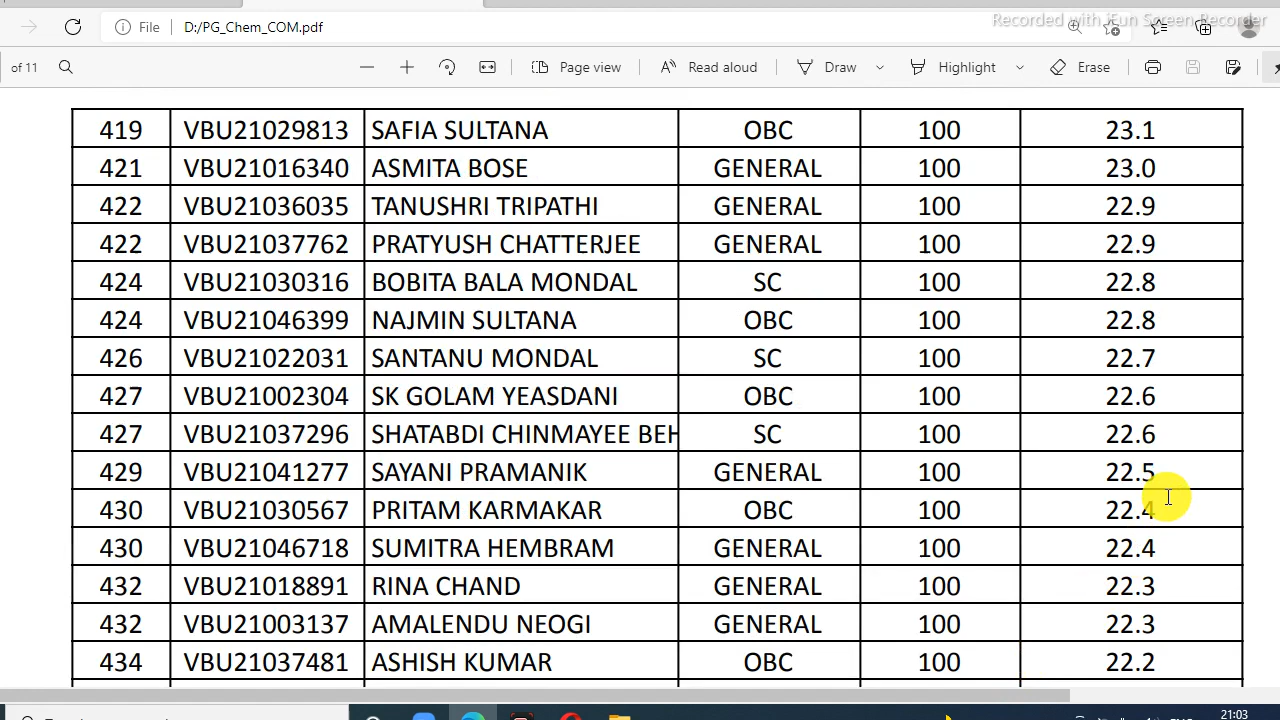 Recorded with iFun Screen Recorder
File D:/PG_Chem_COM.pdf
of 11 Page view Read aloud Draw Highlight Erase
419 VBU21029813 SAFIA SULTANA OBC 100 23.1
421 VBU21016340 ASMITA BOSE GENERAL 100 23.0
422 VBU21036035 TANUSHRI TRIPATHI GENERAL 100 22.9
422 VBU21037762 PRATYUSH CHATTERJEE GENERAL 100 22.9
424 VBU21030316 BOBITA BALA MONDAL SC 100 22.8
424 VBU21046399 NAJMIN SULTANA OBC 100 22.8
426 VBU21022031 SANTANU MONDAL SC 100 22.7
427 VBU21002304 SK GOLAM YEASDANI OBC 100 22.6
427 VBU21037296 SHATABDI CHINMAYEE BEH SC 100 22.6
429 VBU21041277 SAYANI PRAMANIK GENERAL 100 22.5
430 VBU21030567 PRITAM KARMAKAR OBC 100 22.4
430 VBU21046718 SUMITRA HEMBRAM GENERAL 100 22.4
432 VBU21018891 RINA CHAND GENERAL 100 22.3
432 VBU21003137 AMALENDU NEOGI GENERAL 100 22.3
434 VBU21037481 ASHISH KUMAR OBC 100 22.2
21:03